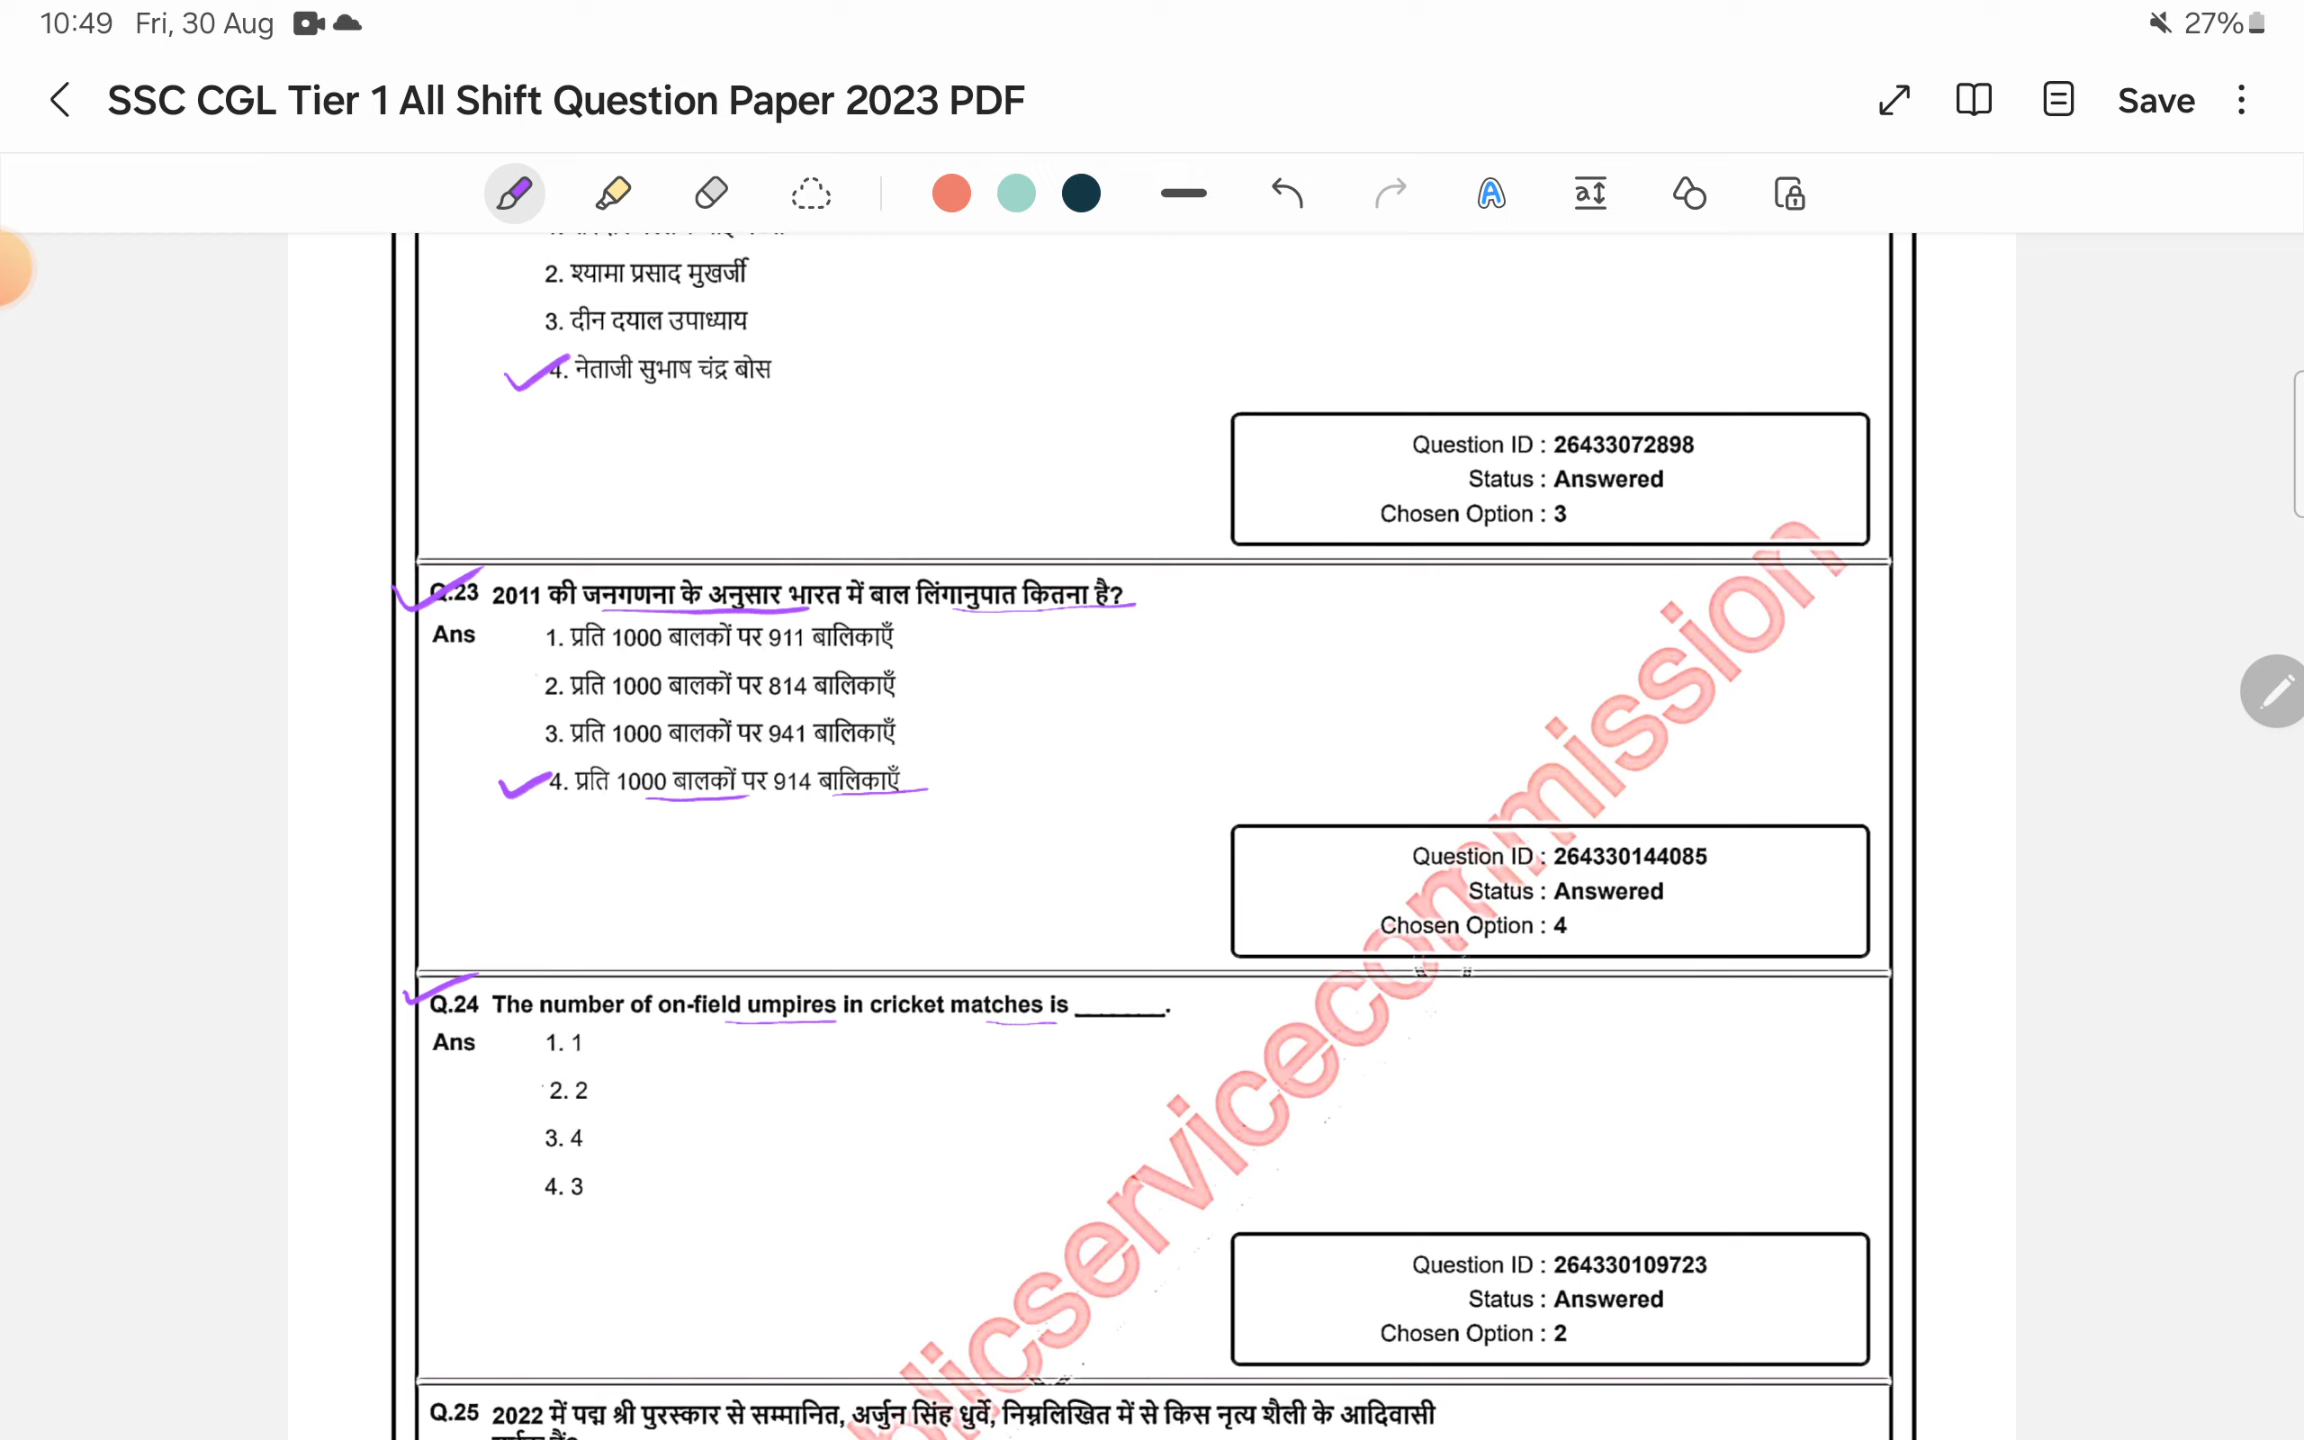 10:49 Fri, 30 Aug
27%
SSC CGL Tier 1 All Shift Question Paper 2023 PDF
Save
2. श्यामा प्रसाद मुखर्जी
3. दीन दयाल उपाध्याय
4. नेताजी सुभाष चंद्र बोस
Question ID : 26433072898
Status : Answered
Chosen Option : 3
Q.23 2011 की जनगणना के अनुसार भारत में बाल लिंगानुपात कितना है?
Ans 1. प्रति 1000 बालकों पर 911 बालिकाएँ
2. प्रति 1000 बालकों पर 814 बालिकाएँ
3. प्रति 1000 बालकों पर 941 बालिकाएँ
4. प्रति 1000 बालकों पर 914 बालिकाएँ
Question ID : 264330144085
Status : Answered
Chosen Option : 4
Q.24 The number of on-field umpires in cricket matches is _______.
Ans 1. 1
2. 2
3. 4
4. 3
Question ID : 264330109723
Status : Answered
Chosen Option : 2
Q.25 2022 में पद्म श्री पुरस्कार से सम्मानित, अर्जुन सिंह धुर्वे, निम्नलिखित में से किस नृत्य शैली के आदिवासी
licservicecommission